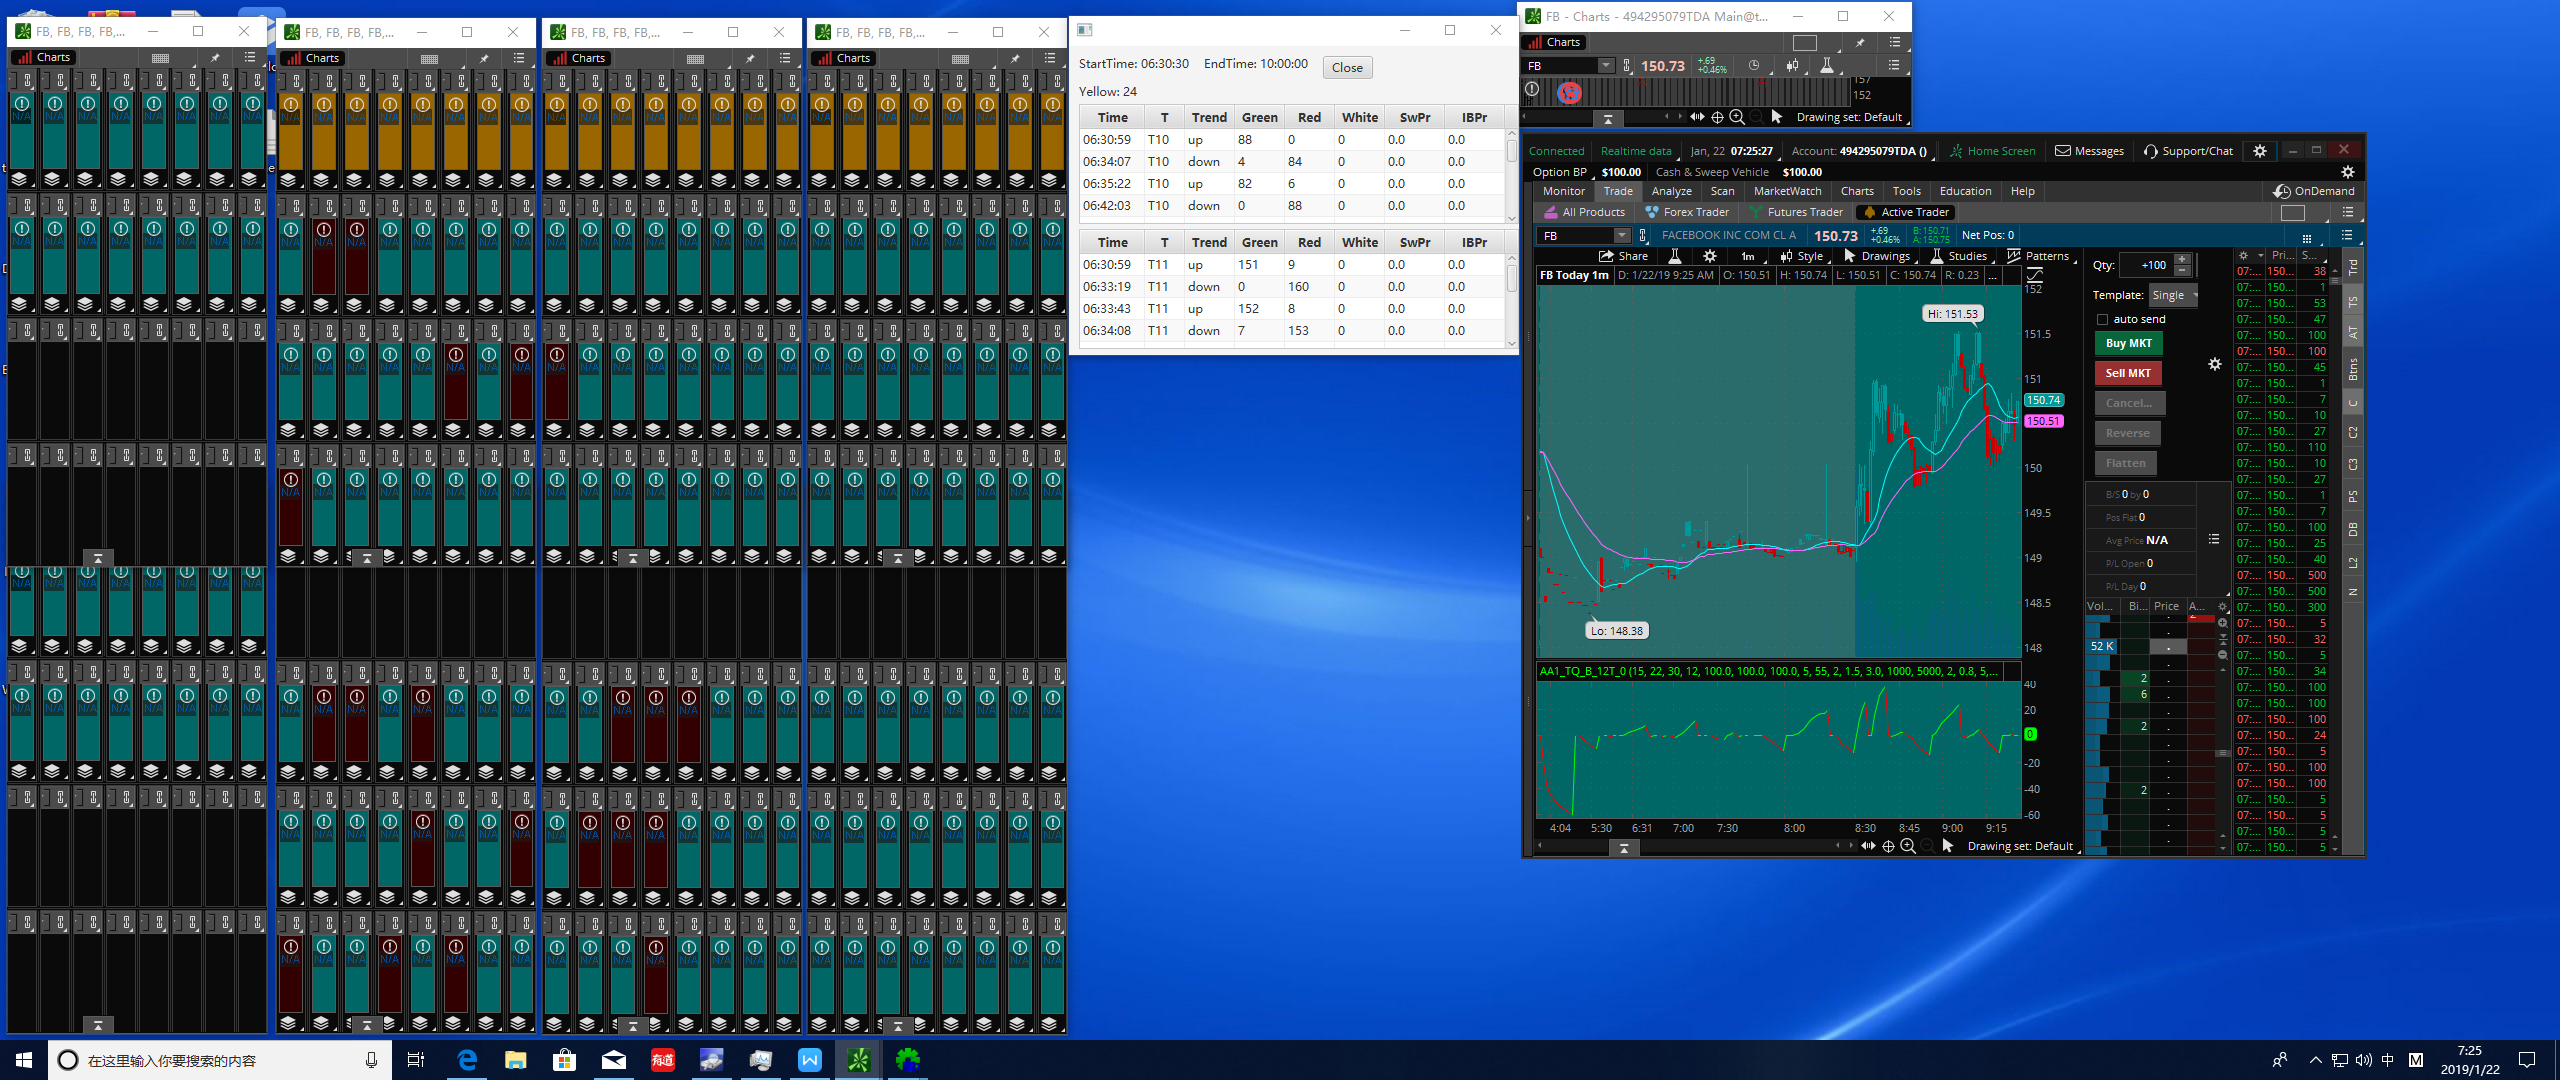 FB, FB, FB, FB,...
Charts
FB, FB, FB, FB,...
Charts
FB, FB, FB, FB,...
Charts
FB, FB, FB, FB,...
Charts
N/A
StartTime: 06:30:30 EndTime: 10:00:00 Close
Yellow: 24
Time T Trend Green Red White SwPr IBPr
06:30:59 T10 up 88 0 0 0.0 0.0
06:34:07 T10 down 4 84 0 0.0 0.0
06:35:22 T10 up 82 6 0 0.0 0.0
06:42:03 T10 down 0 88 0 0.0 0.0
Time T Trend Green Red White SwPr IBPr
06:30:59 T11 up 151 9 0 0.0 0.0
06:33:19 T11 down 0 160 0 0.0 0.0
06:33:43 T11 up 152 8 0 0.0 0.0
06:34:08 T11 down 7 153 0 0.0 0.0
FB - Charts - 494295079TDA Main@t...
Charts
FB 150.73 +.69 +0.46%
157
152
Drawing set: Default
Connected Realtime data Jan, 22 07:25:27 Account: 494295079TDA () Home Screen Messages Support/Chat
Option BP $100.00 Cash & Sweep Vehicle $100.00
Monitor Trade Analyze Scan MarketWatch Charts Tools Education Help OnDemand
All Products Forex Trader Futures Trader Active Trader
FB FACEBOOK INC COM CL A 150.73 +.69 +0.46% B: 150.71 A: 150.75 Net Pos: 0
Share 1m Style Drawings Studies Patterns
FB Today 1m D: 1/22/19 9:25 AM O: 150.51 H: 150.74 L: 150.51 C: 150.74 R: 0.23 ...
152
Hi: 151.53
151.5
151
150.74
150.51
150
149.5
149
148.5
Lo: 148.38
148
AA1_TQ_B_12T_0 (15, 22, 30, 12, 100.0, 100.0, 100.0, 5, 55, 2, 1.5, 3.0, 1000, 5000, 2, 0.8, 5,...
40
20
0
-20
-40
-60
4:04 5:30 6:31 7:00 7:30 8:00 8:30 8:45 9:00 9:15
Drawing set: Default
Qty: +100
Template: Single
auto send
Buy MKT
Sell MKT
Cancel...
Reverse
Flatten
B/S 0 by 0
Pos Flat 0
Avg Price N/A
P/L Open 0
P/L Day 0
Vol... Bi... Price A...
52 K
2
6
2
2
Pri... S...
07:... 150... 38
07:... 150... 1
07:... 150... 53
07:... 150... 47
07:... 150... 100
07:... 150... 100
07:... 150... 45
07:... 150... 1
07:... 150... 7
07:... 150... 10
07:... 150... 27
07:... 150... 110
07:... 150... 10
07:... 150... 27
07:... 150... 1
07:... 150... 7
07:... 150... 100
07:... 150... 25
07:... 150... 40
07:... 150... 500
07:... 150... 500
07:... 150... 300
07:... 150... 5
07:... 150... 32
07:... 150... 5
07:... 150... 34
07:... 150... 100
07:... 150... 100
07:... 150... 100
07:... 150... 24
07:... 150... 5
07:... 150... 100
07:... 150... 100
07:... 150... 5
07:... 150... 5
07:... 150... 5
07:... 150... 5
Trd
TS
AT
Btns
C
C2
C3
PS
DB
L2
N
在这里输入你要搜索的内容
有道
中
M
7:25
2019/1/22